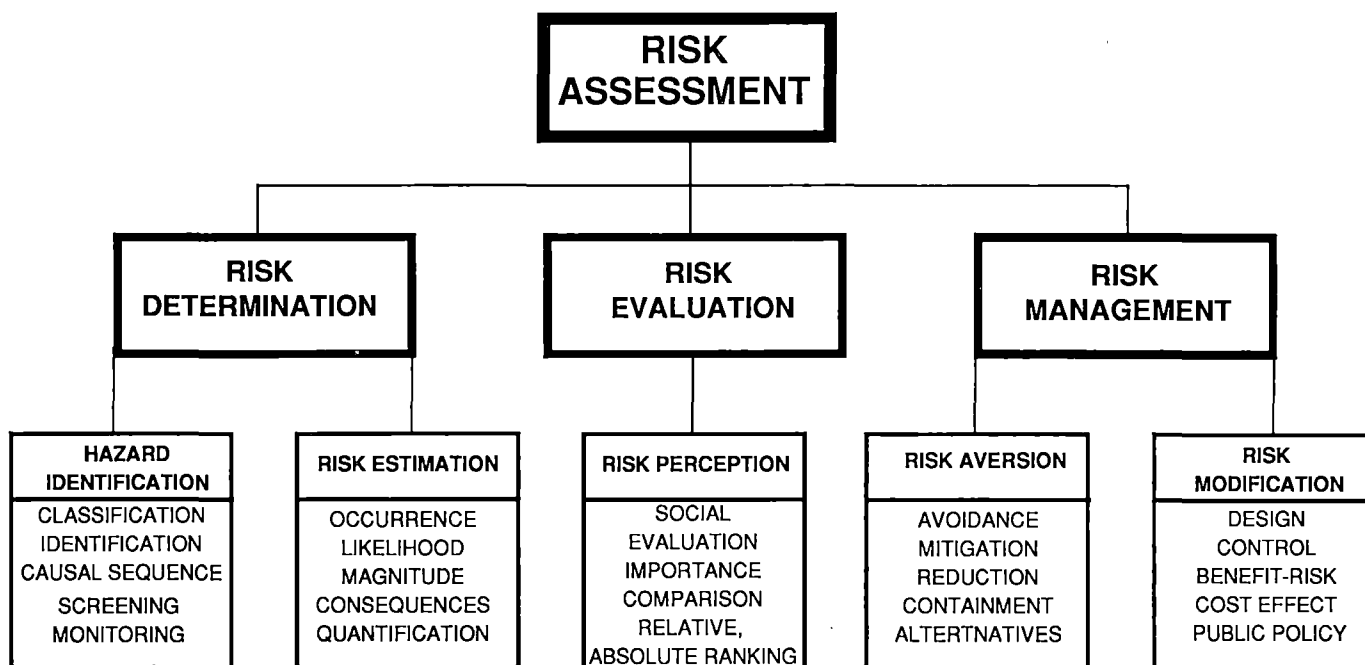 RISK
ASSESSMENT
RISK
DETERMINATION
RISK
EVALUATION
RISK
MANAGEMENT
HAZARD
IDENTIFICATION
CLASSIFICATION
IDENTIFICATION
CAUSAL SEQUENCE
SCREENING
MONITORING
RISK ESTIMATION
OCCURRENCE
LIKELIHOOD
MAGNITUDE
CONSEQUENCES
QUANTIFICATION
RISK PERCEPTION
SOCIAL
EVALUATION
IMPORTANCE
COMPARISON
RELATIVE,
ABSOLUTE RANKING
RISK AVERSION
AVOIDANCE
MITIGATION
REDUCTION
CONTAINMENT
ALTERTNATIVES
RISK
MODIFICATION
DESIGN
CONTROL
BENEFIT-RISK
COST EFFECT
PUBLIC POLICY